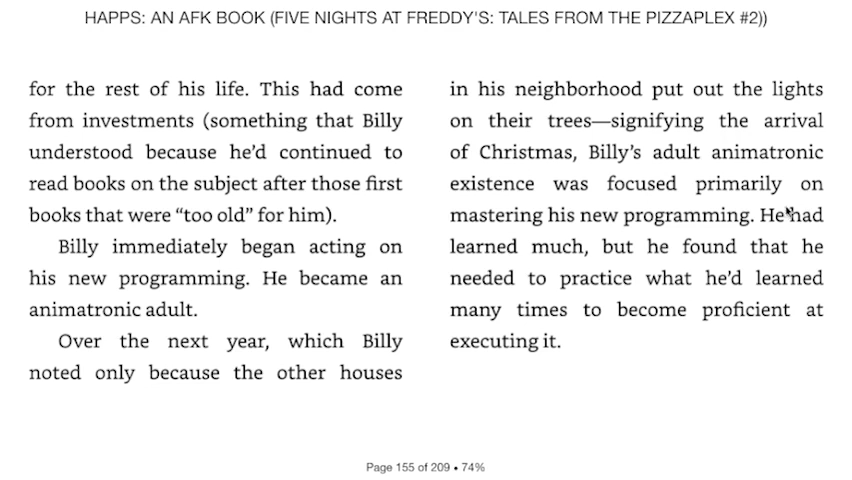 HAPPS: AN AFK BOOK (FIVE NIGHTS AT FREDDY'S: TALES FROM THE PIZZAPLEX #2))
for the rest of his life. This had come
from investments (something that Billy
understood because he’d continued to
read books on the subject after those first
books that were “too old” for him).
Billy immediately began acting on
his new programming. He became an
animatronic adult.
Over the next year, which Billy
noted only because the other houses
in his neighborhood put out the lights
on their trees—signifying the arrival
of Christmas, Billy’s adult animatronic
existence was focused primarily on
mastering his new programming. He had
learned much, but he found that he
needed to practice what he’d learned
many times to become proficient at
executing it.
Page 155 of 209 • 74%